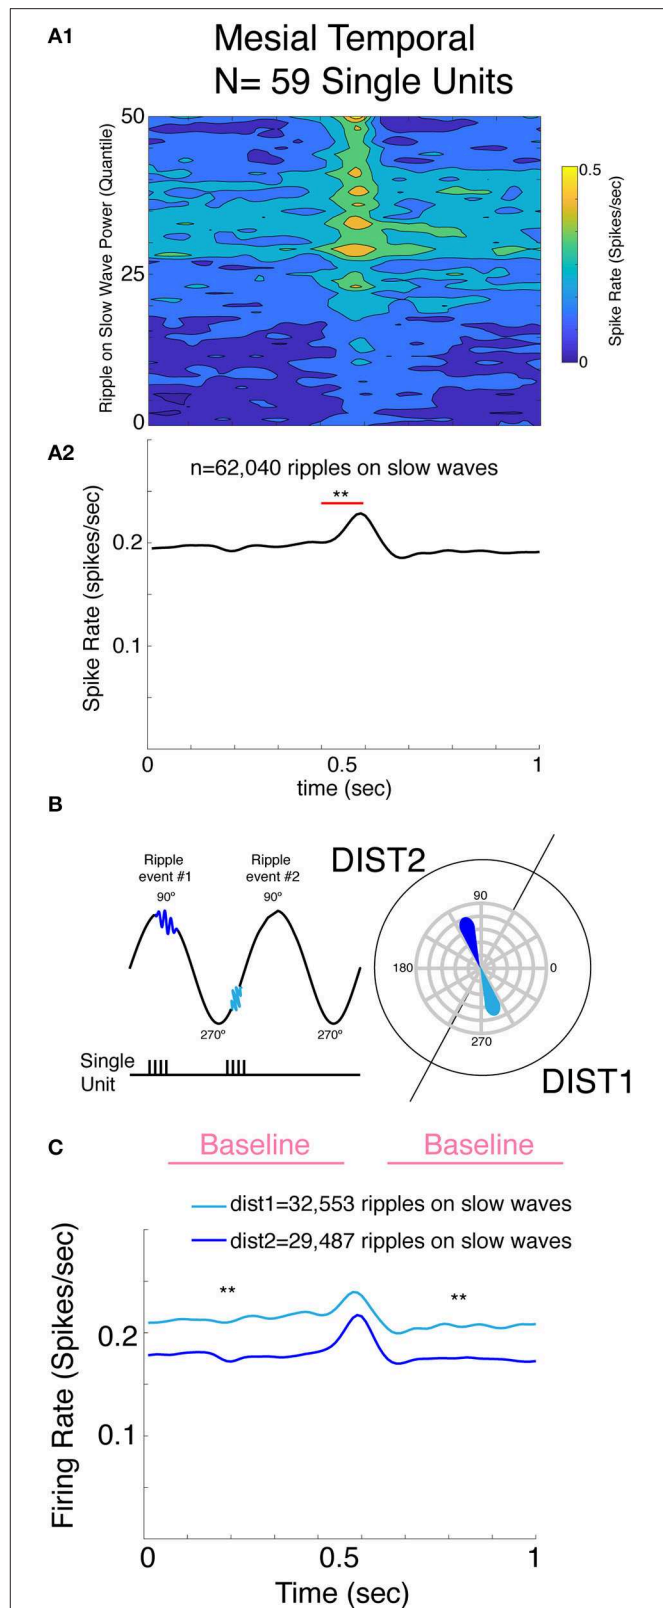 A1
Mesial Temporal
N= 59 Single Units
Ripple on Slow Wave Power (Quantile)
50
25
0
0.5
0
Spike Rate (Spikes/sec)
A2
n=62,040 ripples on slow waves
**
Spike Rate (spikes/sec)
0.2
0.1
0
0.5
1
time (sec)
B
Ripple
event #1
Ripple
event #2
90º
90º
270º
270º
Single
Unit
DIST2
90
180
0
270
DIST1
C
Baseline
Baseline
dist1=32,553 ripples on slow waves
dist2=29,487 ripples on slow waves
**
**
Firing Rate (Spikes/sec)
0.2
0.1
0
0.5
1
Time (sec)